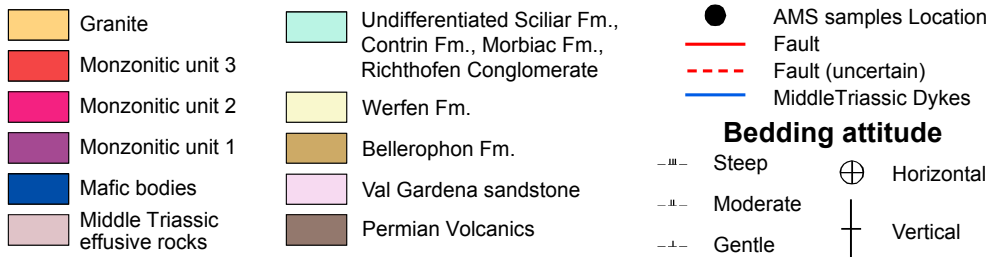 Granite
Monzonitic unit 3
Monzonitic unit 2
Monzonitic unit 1
Mafic bodies
Middle Triassic
effusive rocks
Undifferentiated Sciliar Fm.,
Contrin Fm., Morbiac Fm.,
Richthofen Conglomerate
Werfen Fm.
Bellerophon Fm.
Val Gardena sandstone
Permian Volcanics
AMS samples Location
Fault
Fault (uncertain)
MiddleTriassic Dykes
Bedding attitude
Steep
Moderate
Gentle
Horizontal
Vertical